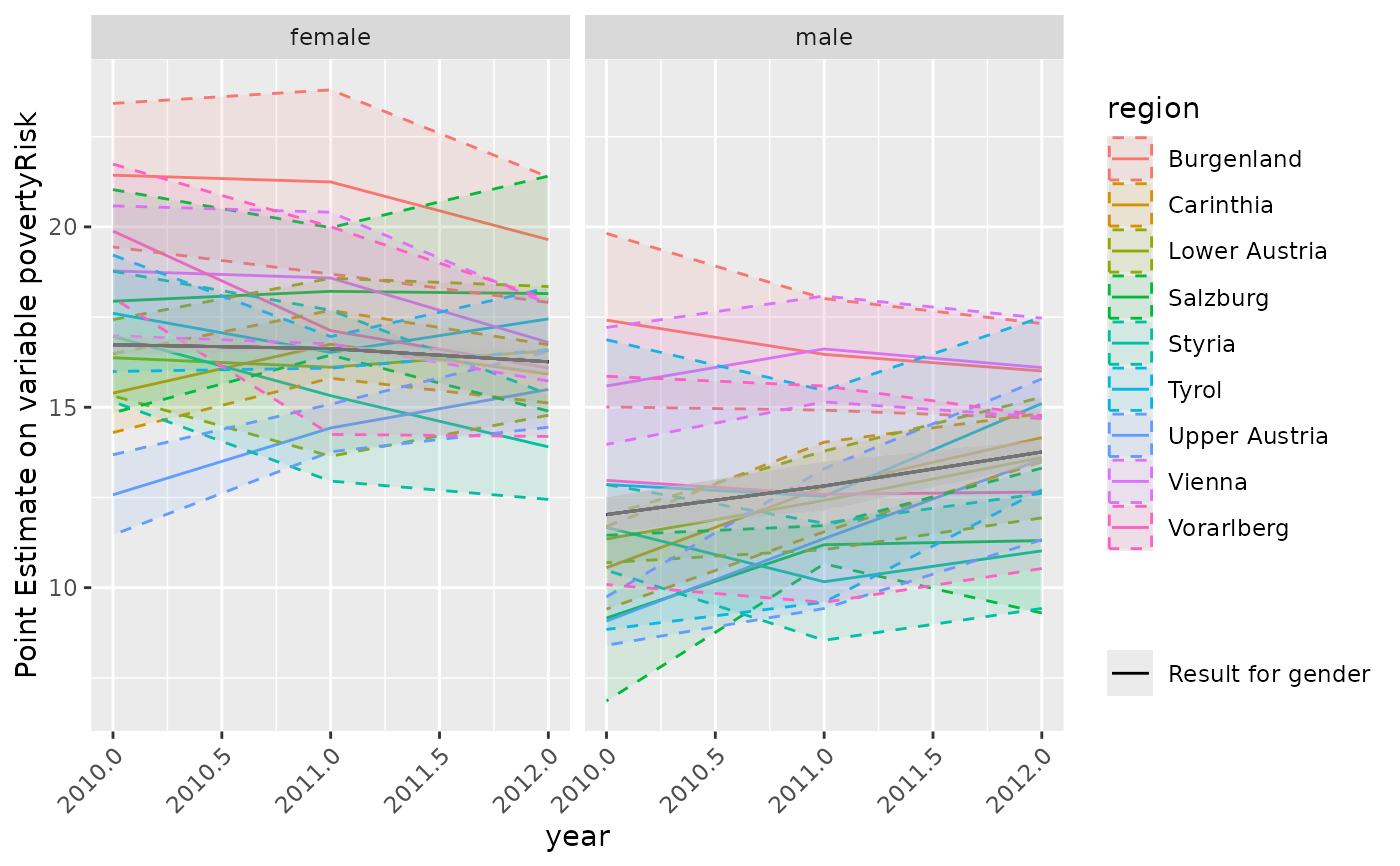 female
male
Point Estimate on variable povertyRisk
20
15
10
2010.0
2010.5
2011.0
2011.5
2012.0
2010.0
2010.5
2011.0
2011.5
2012.0
year
region
Burgenland
Carinthia
Lower Austria
Salzburg
Styria
Tyrol
Upper Austria
Vienna
Vorarlberg
Result for gender